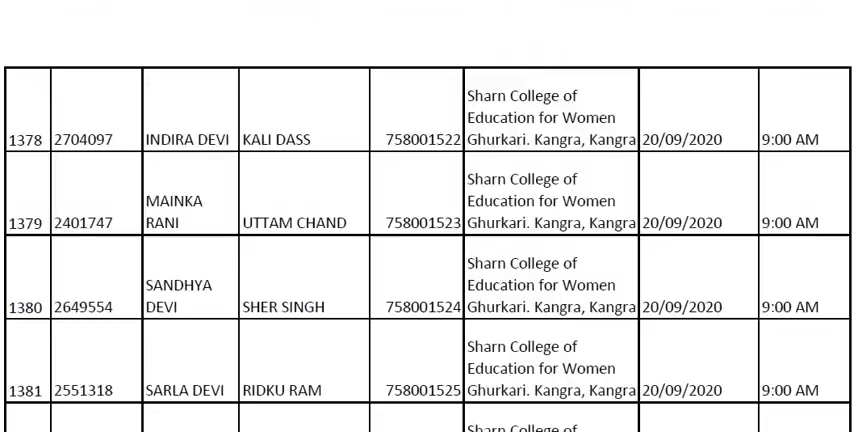 Sharn College of
Education for Women
1378 2704097 INDIRA DEVI KALI DASS 758001522 Ghurkari. Kangra, Kangra 20/09/2020 9:00 AM
Sharn College of
MAINKA Education for Women
1379 2401747 RANI UTTAM CHAND 758001523 Ghurkari. Kangra, Kangra 20/09/2020 9:00 AM
Sharn College of
SANDHYA Education for Women
1380 2649554 DEVI SHER SINGH 758001524 Ghurkari. Kangra, Kangra 20/09/2020 9:00 AM
Sharn College of
Education for Women
1381 2551318 SARLA DEVI RIDKU RAM 758001525 Ghurkari. Kangra, Kangra 20/09/2020 9:00 AM
Sharn College of